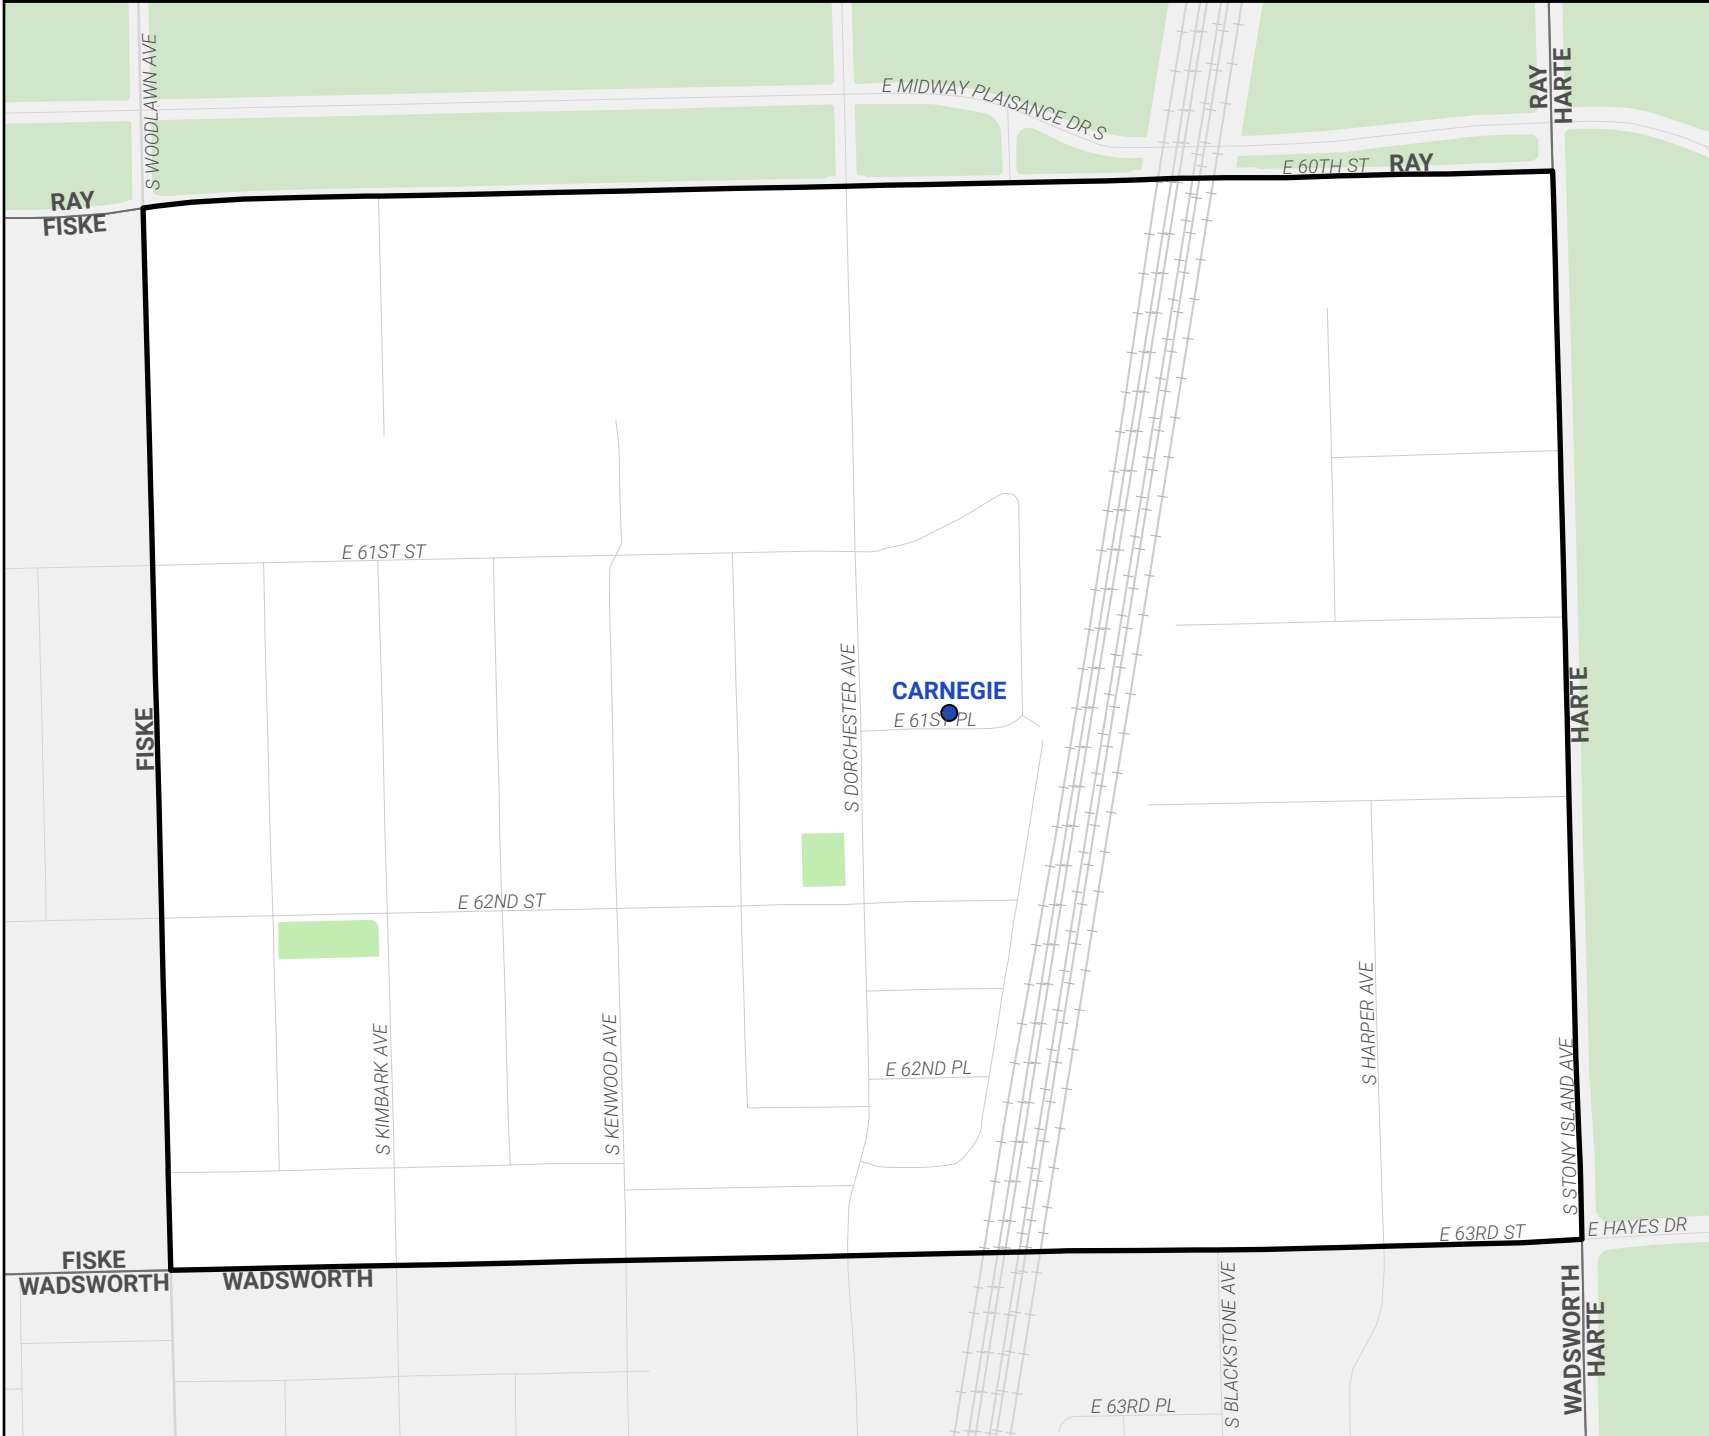 S WOODLAWN AVE
E MIDWAY PLAISANCE DR S
RAY
HARTE
E 60TH ST
RAY
RAY
FISKE
E 61ST ST
S DORCHESTER AVE
CARNEGIE
E 61ST PL
FISKE
HARTE
E 62ND ST
S KIMBARK AVE
S KENWOOD AVE
E 62ND PL
S HARPER AVE
S STONY ISLAND AVE
E 63RD ST
E HAYES DR
FISKE
WADSWORTH
WADSWORTH
S BLACKSTONE AVE
WADSWORTH
HARTE
E 63RD PL